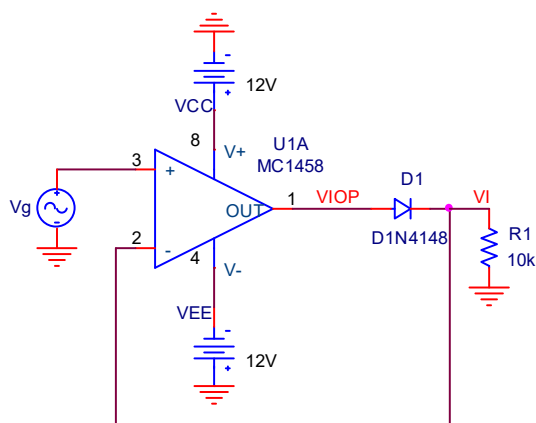 -
12V
+
VCC
8
U1A
MC1458
V+
3
+
D1
Vg
+
-
OUT
1
VIOP
VI
D1N4148
R1
10k
2
-
4
V-
VEE
-
12V
+